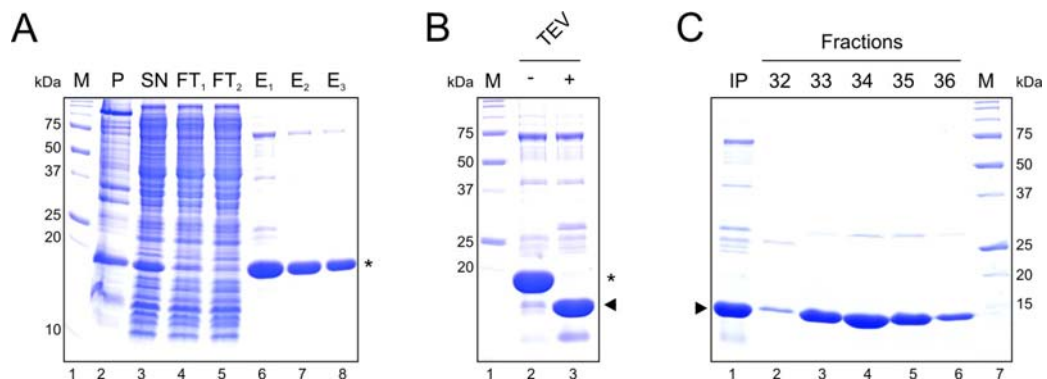 A
kDa M P SN FT1 FT2 E1 E2 E3
75
50
37
25
20
10
*
1 2 3 4 5 6 7 8
B
TEV
M - +
kDa
75
50
37
25
20
*
1 2 3
C
Fractions
IP 32 33 34 35 36 M kDa
75
50
37
25
20
15
1 2 3 4 5 6 7